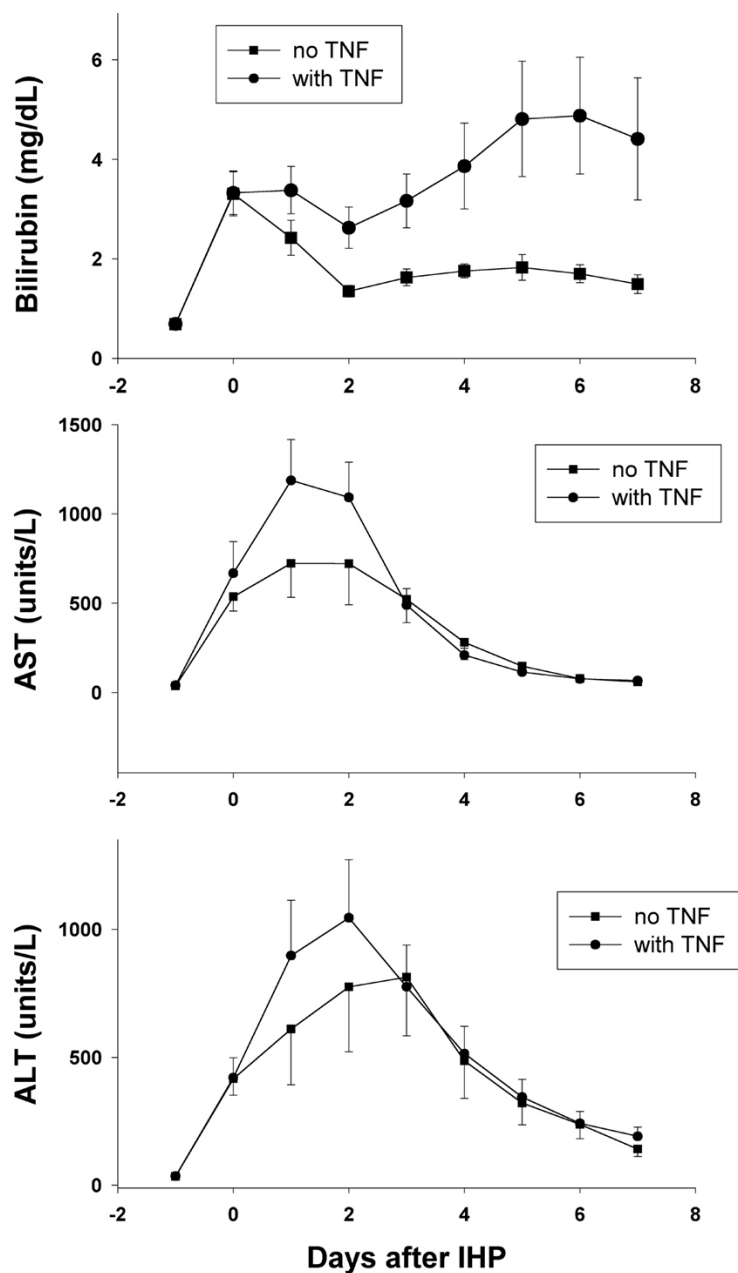 Bilirubin (mg/dL)
6
4
2
0
no TNF
with TNF
-2
0
2
4
6
8
AST (units/L)
1500
1000
500
0
no TNF
with TNF
-2
0
2
4
6
8
ALT (units/L)
1000
500
0
no TNF
with TNF
-2
0
2
4
6
8
Days after IHP